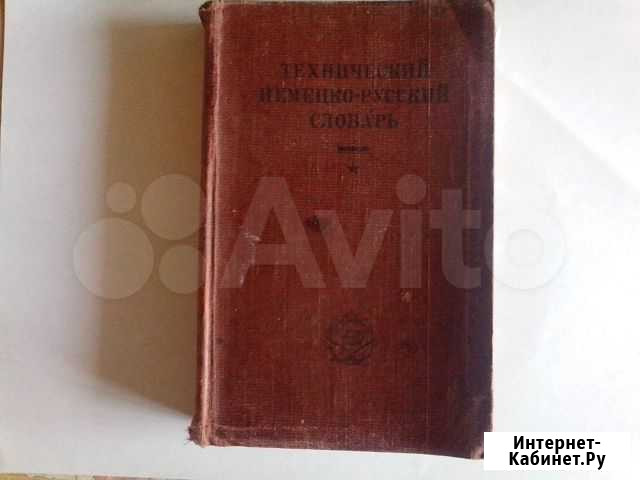 ТЕХНИЧЕСКИЙ
НЕМЕЦКО-РУССКИЙ
СЛОВАРЬ
Avito
Интернет-
Кабинет.Ру